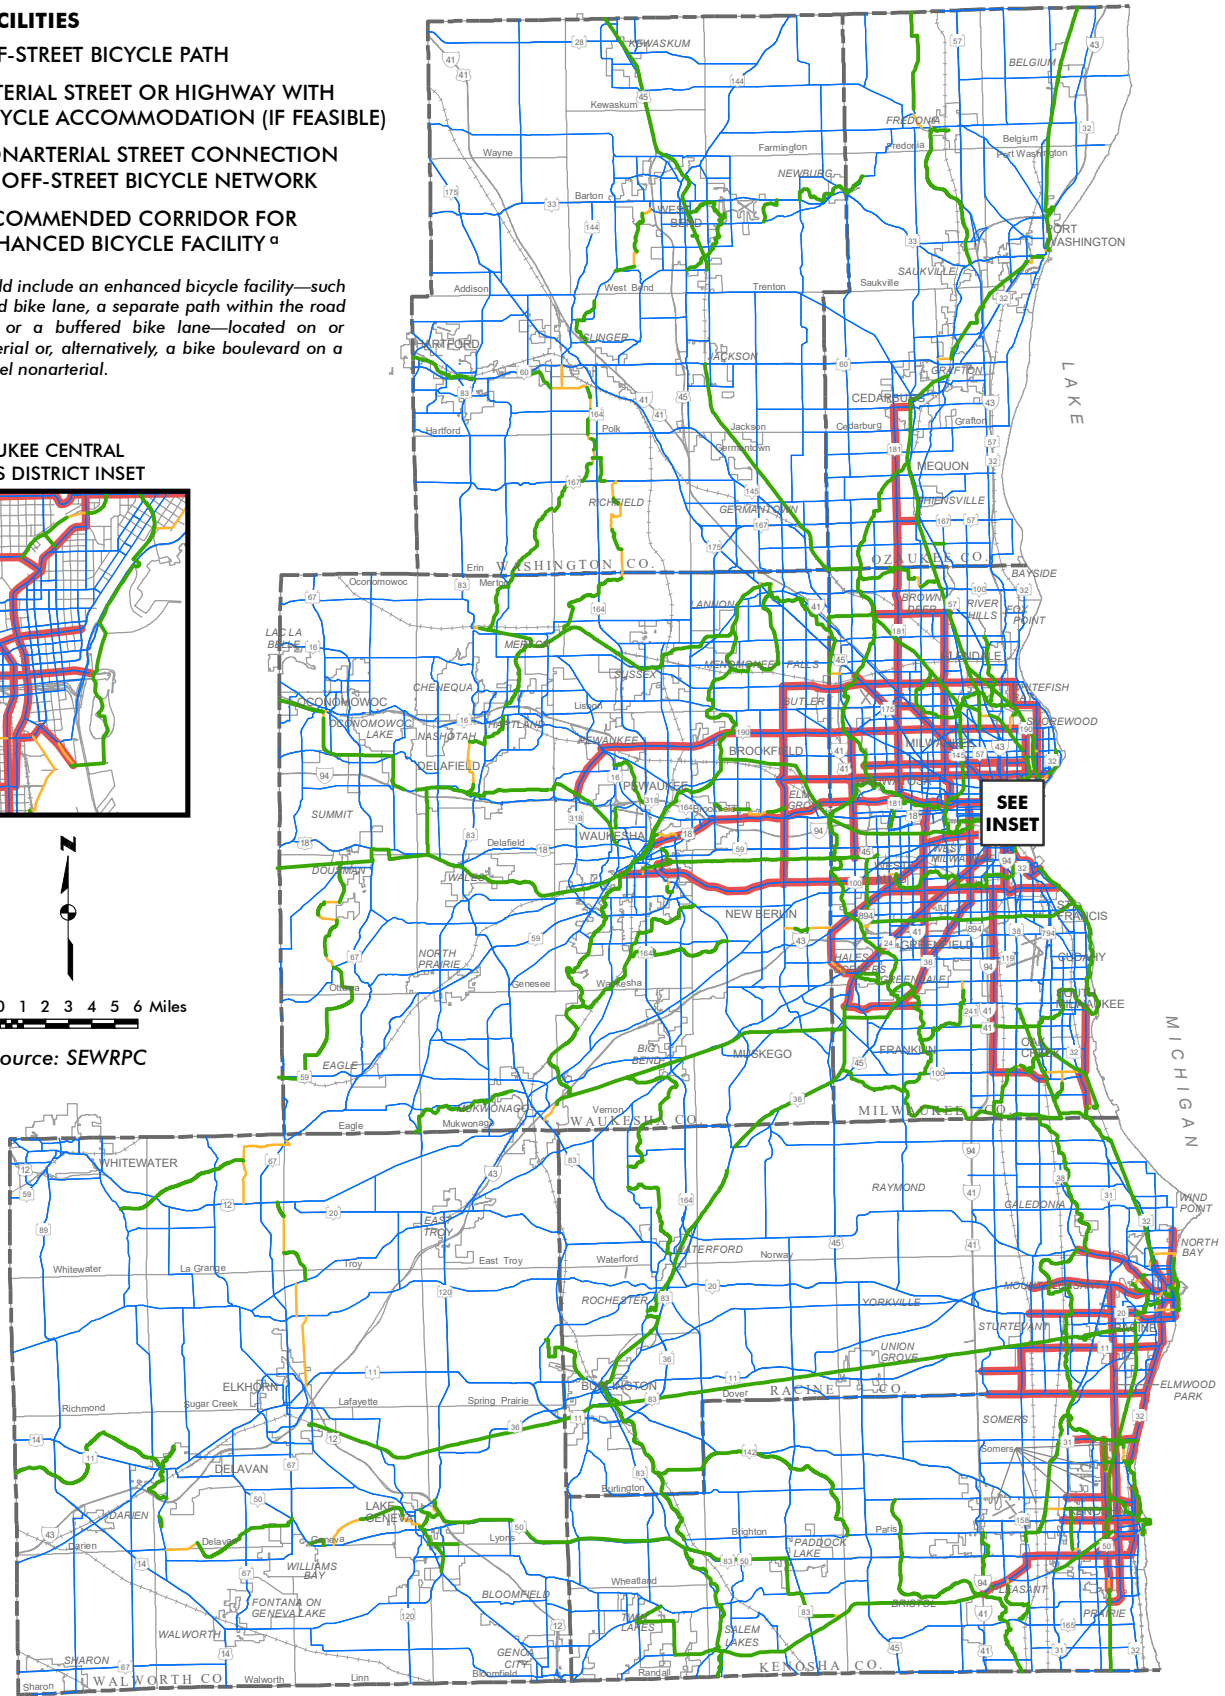 CILITIES
F-STREET BICYCLE PATH
TERIAL STREET OR HIGHWAY WITH
YCLE ACCOMMODATION (IF FEASIBLE)
ONARTERIAL STREET CONNECTION
OFF-STREET BICYCLE NETWORK
COMMENDED CORRIDOR FOR
HANCED BICYCLE FACILITY a
ld include an enhanced bicycle facility—such
d bike lane, a separate path within the road
or a buffered bike lane—located on or
erial or, alternatively, a bike boulevard on a
el nonarterial.
UKEE CENTRAL
S DISTRICT INSET
SEE
INSET
N
0 1 2 3 4 5 6 Miles
ource: SEWRPC
LAKE
MICHIGAN
KEWASKUM
Kewaskum
Wayne
BELGIUM
Belgium
FREDONIA
Fredonia
Port Washington
Farmington
NEWBURG
Barton
WEST
BEND
PORT
WASHINGTON
SAUKVILLE
Saukville
Addison
West Bend
Trenton
HARTFORD
SLINGER
JACKSON
GRAFTON
CEDARBURG
Hartford
Polk
Jackson
Germantown
Cedarburg
Grafton
MEQUON
THIENSVILLE
RICHFIELD
GERMANTOWN
Erin
WASHINGTON CO.
OZAUKEE CO.
Oconomowoc
Merton
BAYSIDE
LANNON
BROWN
DEER
RIVER
HILLS
FOX
POINT
LAC LA
BELLE
MERTON
MENOMONEE FALLS
GLENDALE
SUSSEX
CHENEQUA
Lisbon
BUTLER
WHITEFISH
BAY
OCONOMOWOC
OCONOMOWOC
LAKE
NASHOTAH
HARTLAND
SHOREWOOD
PEWAUKEE
BROOKFIELD
MILWAUKEE
DELAFIELD
PEWAUKEE
ELM
GROVE
SUMMIT
Brookfield
WAUKESHA
Delafield
DOUSMAN
WALES
WEST
MILWAUKEE
WEST
NEW BERLIN
ST.
FRANCIS
GREENFIELD
NORTH
PRAIRIE
HALES
CORNERS
GREENDALE
CUDAHY
Ottawa
Genesee
Waukesha
SOUTH
MILWAUKEE
EAGLE
BIG
BEND
MUSKEGO
FRANKLIN
OAK
CREEK
MUKWONAGO
Eagle
Mukwonago
Vernon
WAUKESHA CO.
MILWAUKEE CO.
WHITEWATER
RAYMOND
CALEDONIA
WIND
POINT
NORTH
BAY
EAST
TROY
WATERFORD
Whitewater
La Grange
Troy
East Troy
Waterford
Norway
ROCHESTER
YORKVILLE
MOUNT PLEASANT
STURTEVANT
RACINE
UNION
GROVE
ELKHORN
BURLINGTON
Dover
RACINE CO.
ELMWOOD
PARK
Richmond
Sugar Creek
Lafayette
Spring Prairie
SOMERS
Somers
DELAVAN
Burlington
DARIEN
LAKE
GENEVA
Darien
Delavan
Geneva
Lyons
Brighton
Paris
PADDOCK
LAKE
WILLIAMS
BAY
Wheatland
BLOOMFIELD
FONTANA ON
GENEVA LAKE
TWIN
LAKES
BRISTOL
PLEASANT
PRAIRIE
WALWORTH
SALEM
LAKES
SHARON
GENOA
CITY
Sharon
WALWORTH CO.
Walworth
Linn
Bloomfield
Randall
KENOSHA CO.